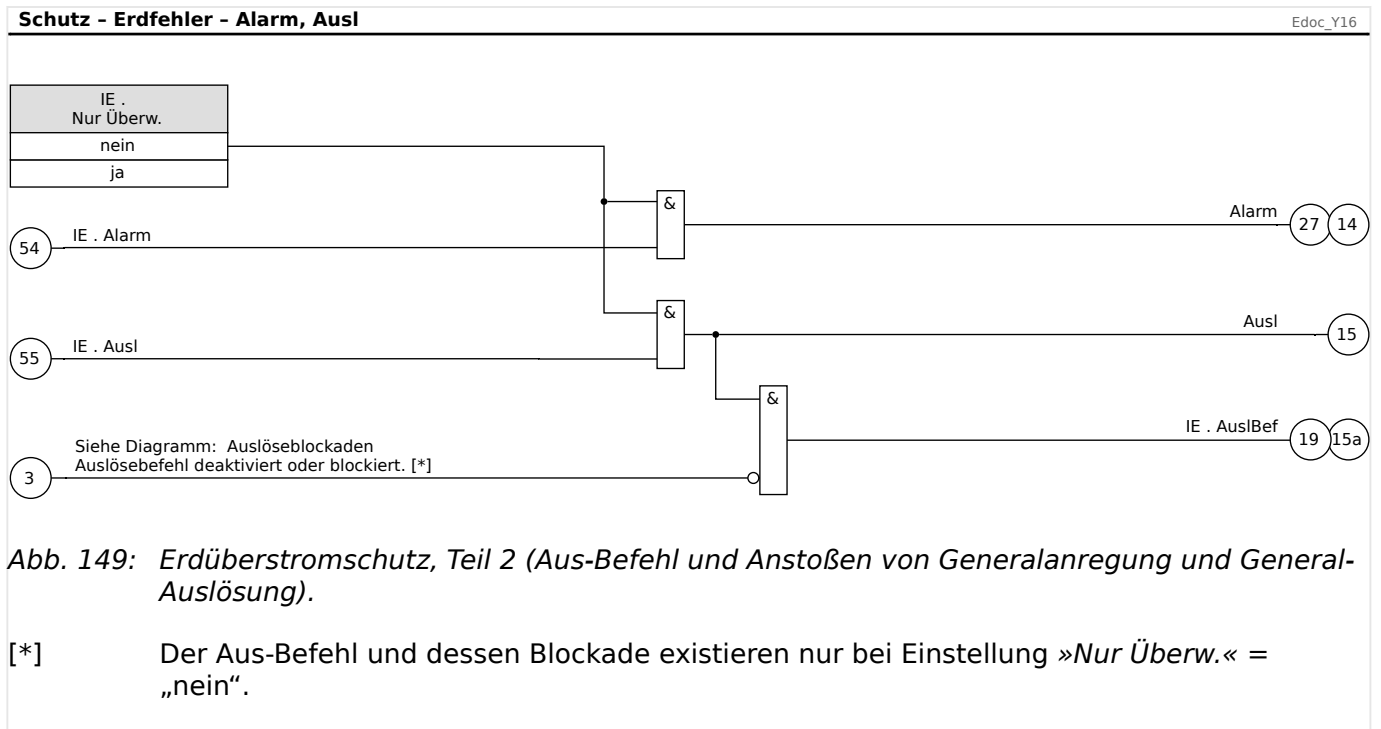 Schutz – Erdfehler – Alarm, Ausl
Edoc_Y16
IE .
Nur Überw.
nein
ja
&
Alarm
27 14
54
IE . Alarm
&
Ausl
15
55
IE . Ausl
&
IE . AuslBef
19 15a
Siehe Diagramm: Auslöseblockaden
Auslösebefehl deaktiviert oder blockiert. [*]
3
Abb. 149: Erdüberstromschutz, Teil 2 (Aus-Befehl und Anstoßen von Generalanregung und General-
Auslösung).
[*] Der Aus-Befehl und dessen Blockade existieren nur bei Einstellung »Nur Überw.« =
„nein“.